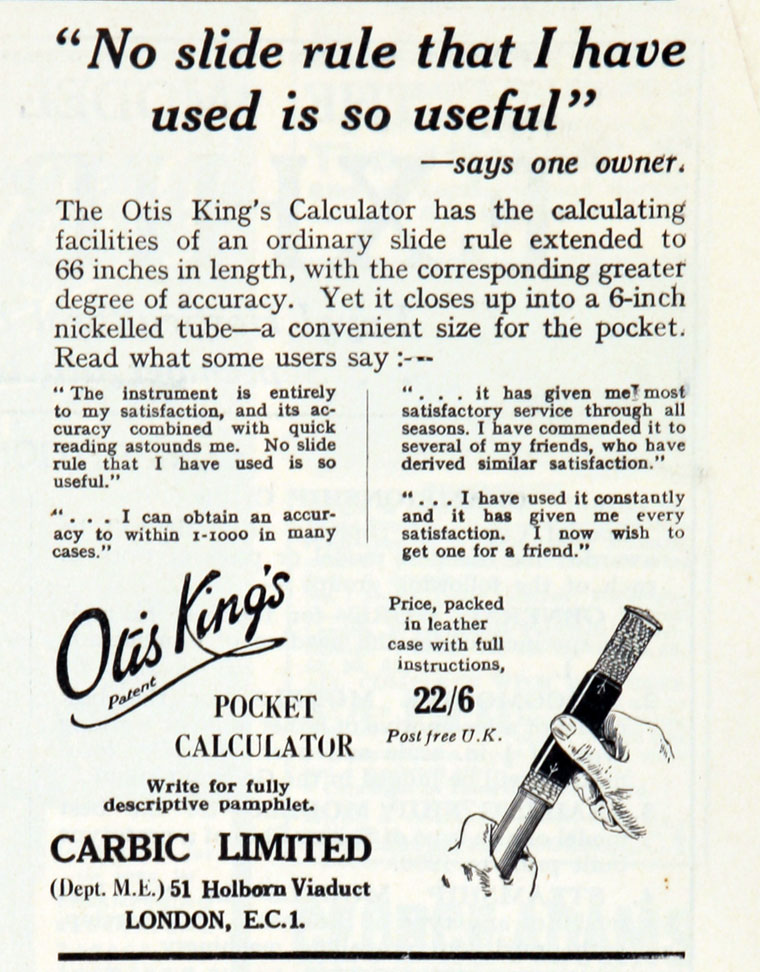 “No slide rule that I have
used is so useful”
—says one owner.
The Otis King's Calculator has the calculating
facilities of an ordinary slide rule extended to
66 inches in length, with the corresponding greater
degree of accuracy. Yet it closes up into a 6-inch
nickelled tube—a convenient size for the pocket.
Read what some users say :---
“ The instrument is entirely
to my satisfaction, and its ac-
curacy combined with quick
reading astounds me. No slide
rule that I have used is so
useful.”
“. . . I can obtain an accur-
acy to within 1-1000 in many
cases.”
“. . . it has given me most
satisfactory service through all
seasons. I have commended it to
several of my friends, who have
derived similar satisfaction.”
“. . . I have used it constantly
and it has given me every
satisfaction. I now wish to
get one for a friend.”
Otis King's
Patent
POCKET
CALCULATOR
Write for fully
descriptive pamphlet.
CARBIC LIMITED
(Dept. M.E.) 51 Holborn Viaduct
LONDON, E.C.1.
Price, packed
in leather
case with full
instructions,
22/6
Post free U.K.